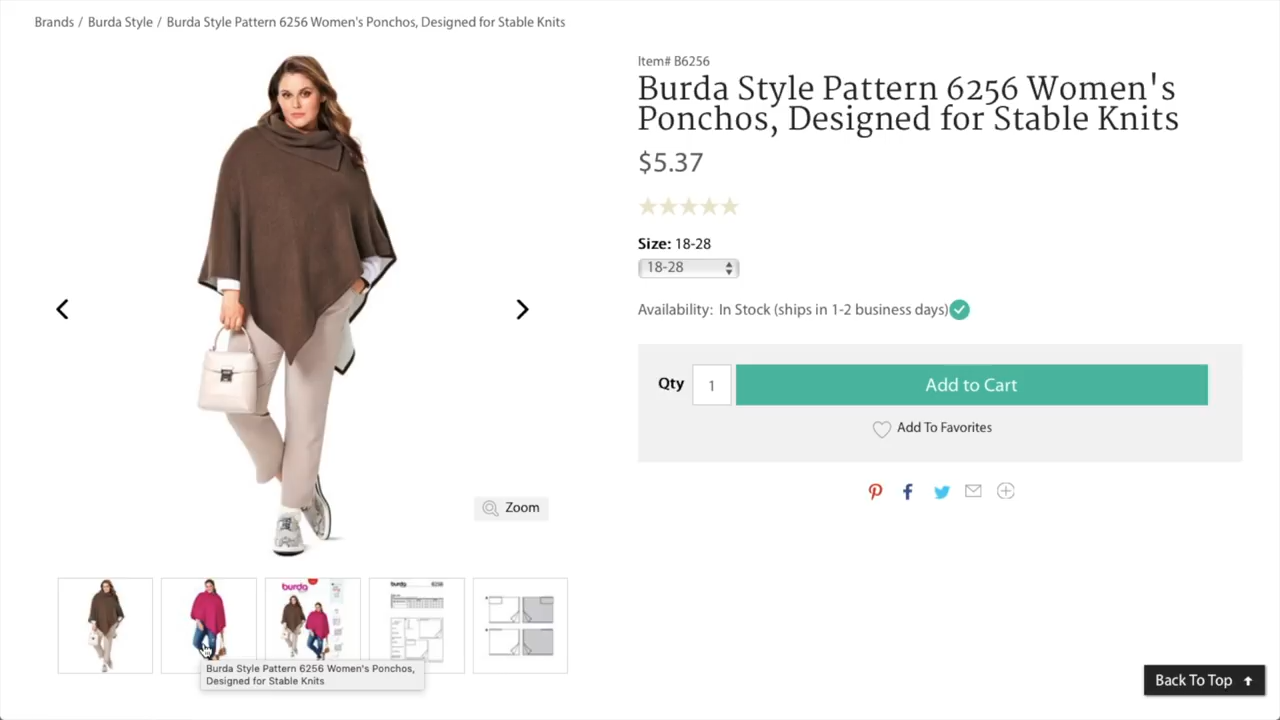 Brands / Burda Style / Burda Style Pattern 6256 Women's Ponchos, Designed for Stable Knits
Item# B6256
Burda Style Pattern 6256 Women's
Ponchos, Designed for Stable Knits
$5.37
Size: 18-28
18-28
Availability: In Stock (ships in 1-2 business days)
Qty 1 Add to Cart
Add To Favorites
Zoom
burda
burda 6256
Burda Style Pattern 6256 Women's Ponchos,
Designed for Stable Knits
Back To Top